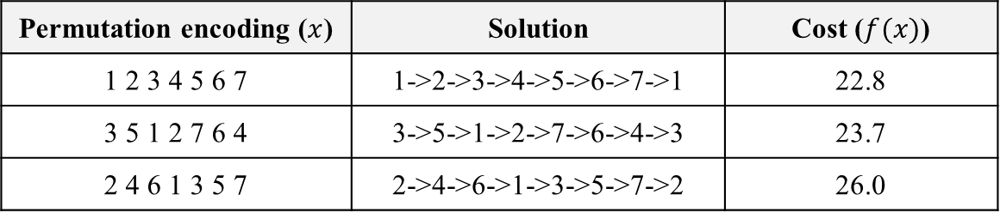 Permutation encoding (𝑥) Solution Cost (𝑓(𝑥))
1 2 3 4 5 6 7 1->2->3->4->5->6->7->1 22.8
3 5 1 2 7 6 4 3->5->1->2->7->6->4->3 23.7
2 4 6 1 3 5 7 2->4->6->1->3->5->7->2 26.0